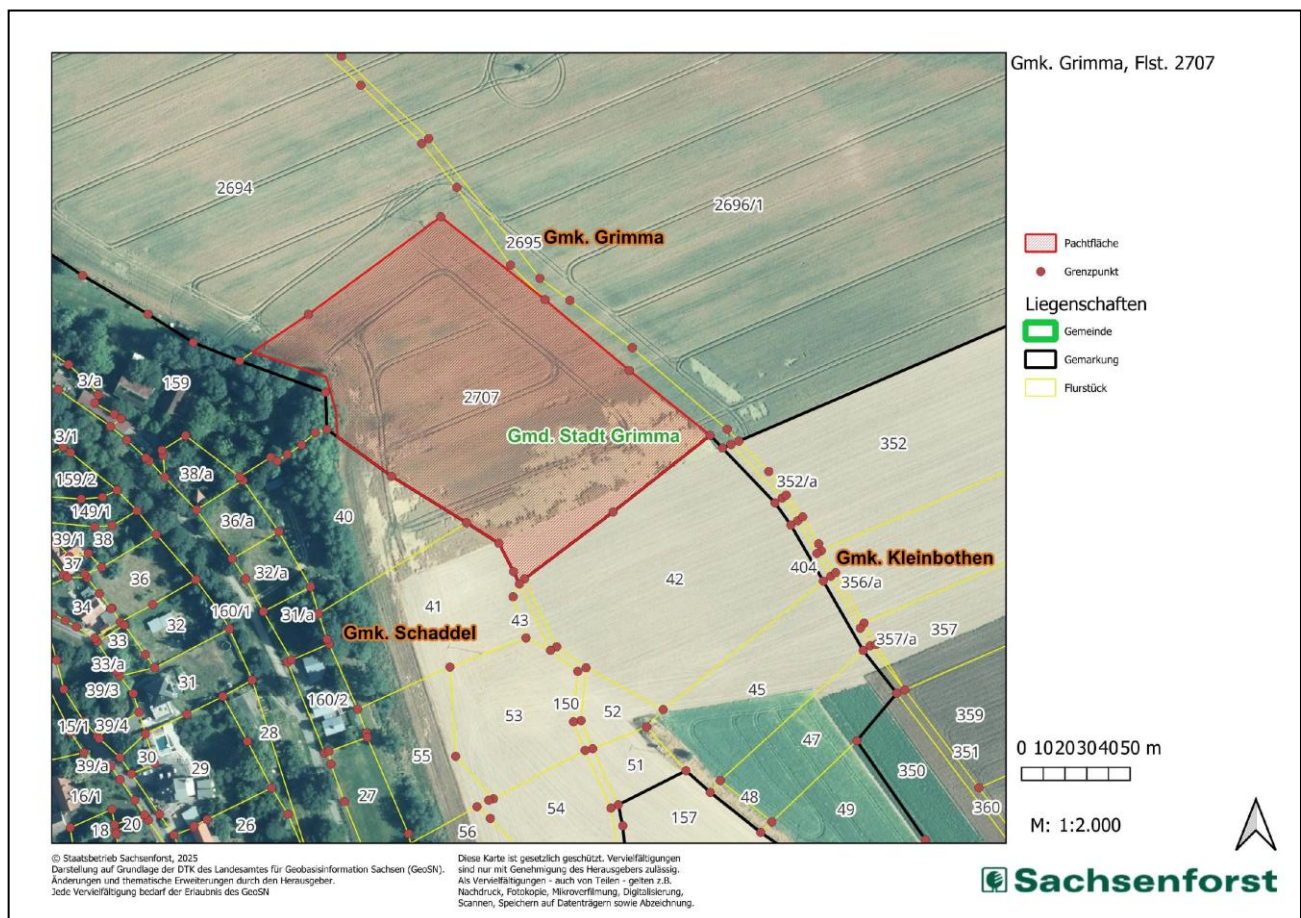 Gmk. Grimma, Flst. 2707
2694
2696/1
2695
Gmk. Grimma
Pachtfläche
Grenzpunkt
Liegenschaften
Gemeinde
Gemarkung
Flurstück
3/a
159
2707
Gmd. Stadt Grimma
3/1
38/a
352
159/2
352/a
149/1
36/a
40
39/1
38
404
Gmk. Kleinbothen
37
36
32/a
42
356/a
34
160/1
31/a
41
43
33
32
Gmk. Schaddel
357/a
357
33/a
31
39/3
160/2
150
45
15/1
39/4
53
52
359
28
47
351
39/a
30
29
55
51
350
0 1020304050 m
16/1
48
49
360
18
20
26
27
56
54
157
M: 1:2.000
© Staatsbetrieb Sachsenforst, 2025
Darstellung auf Grundlage der DTK des Landesamtes für Geobasisinformation Sachsen (GeoSN).
Änderungen und thematische Erweiterungen durch den Herausgeber.
Jede Vervielfältigung bedarf der Erlaubnis des GeoSN
Diese Karte ist gesetzlich geschützt. Vervielfältigungen
sind nur mit Genehmigung des Herausgebers zulässig.
Als Vervielfältigungen - auch von Teilen - gelten z.B.
Nachdruck, Fotokopie, Mikroverfilmung, Digitalisierung,
Scannen, Speichern auf Datenträgern sowie Abzeichnung.
Sachsenforst